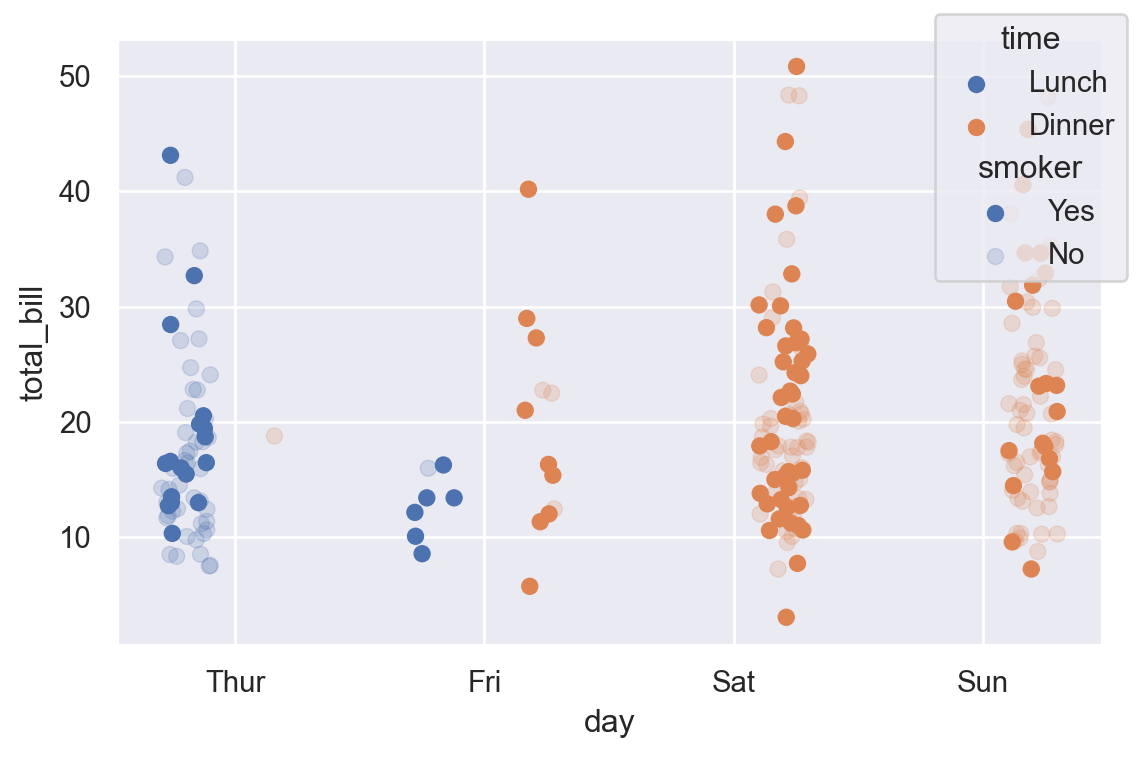 time
Lunch
Dinner
smoker
Yes
No
50
40
30
20
10
total_bill
Thur
Fri
Sat
Sun
day